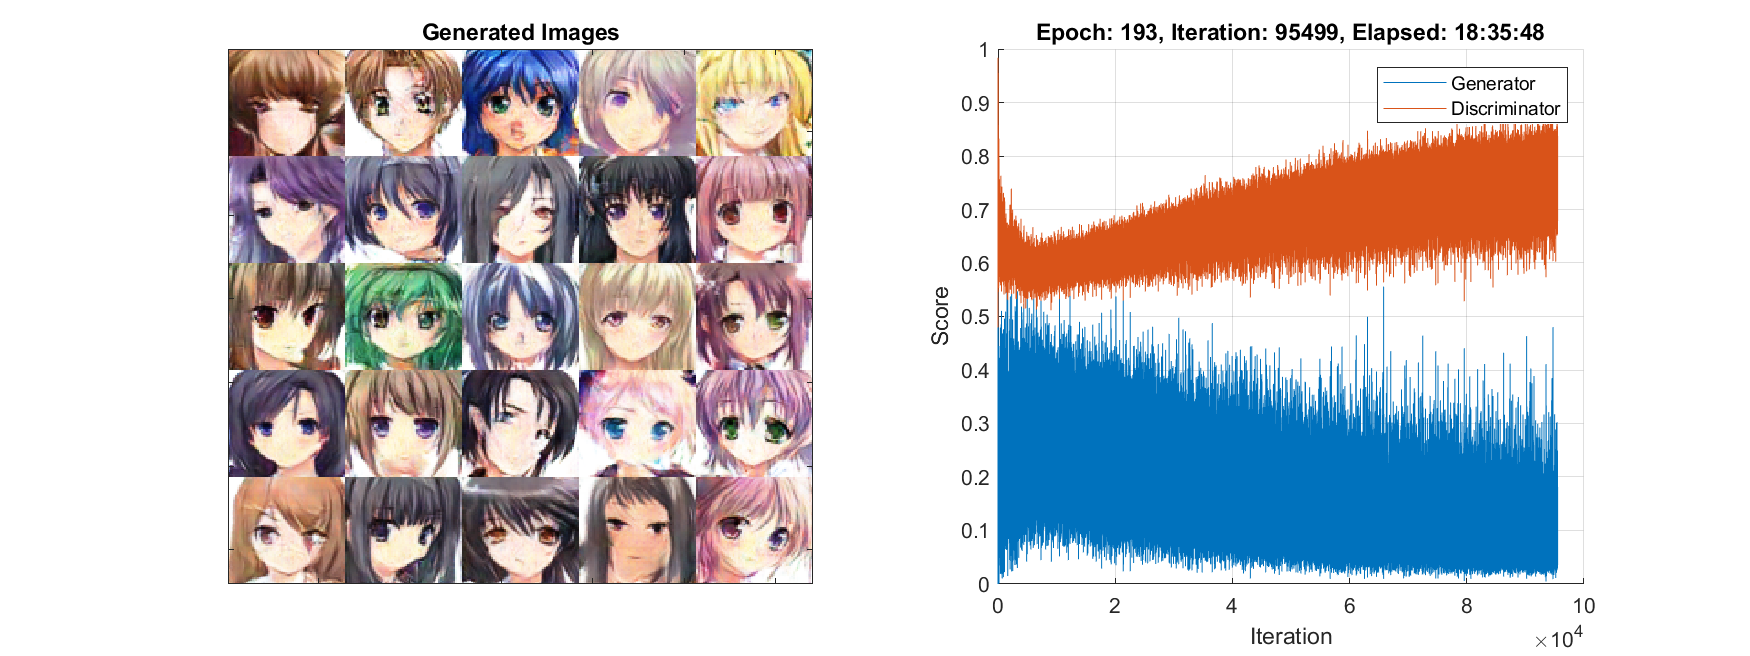 Generated Images
Epoch: 193, Iteration: 95499, Elapsed: 18:35:48
Generator
Discriminator
1
0.9
0.8
0.7
0.6
0.5
0.4
0.3
0.2
0.1
0
Score
0 2 4 6 8 10
Iteration
×10⁴